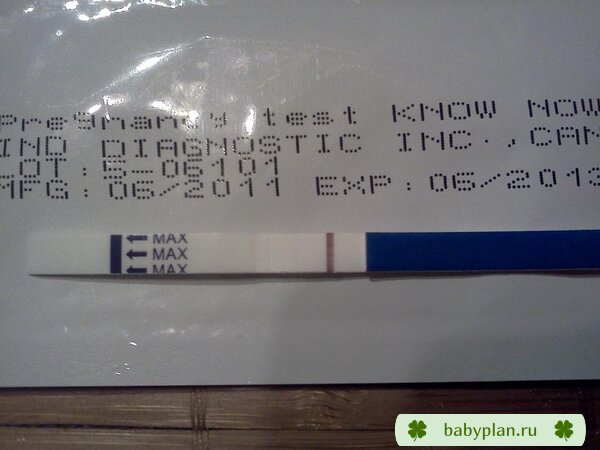 Pregnancy test KNOW NOW
IND DIAGNOSTIC INC., CAN
LOT: 5-06101
MFG: 06/2011 EXP: 06/2013
MAX
MAX
MAX
babyplan.ru